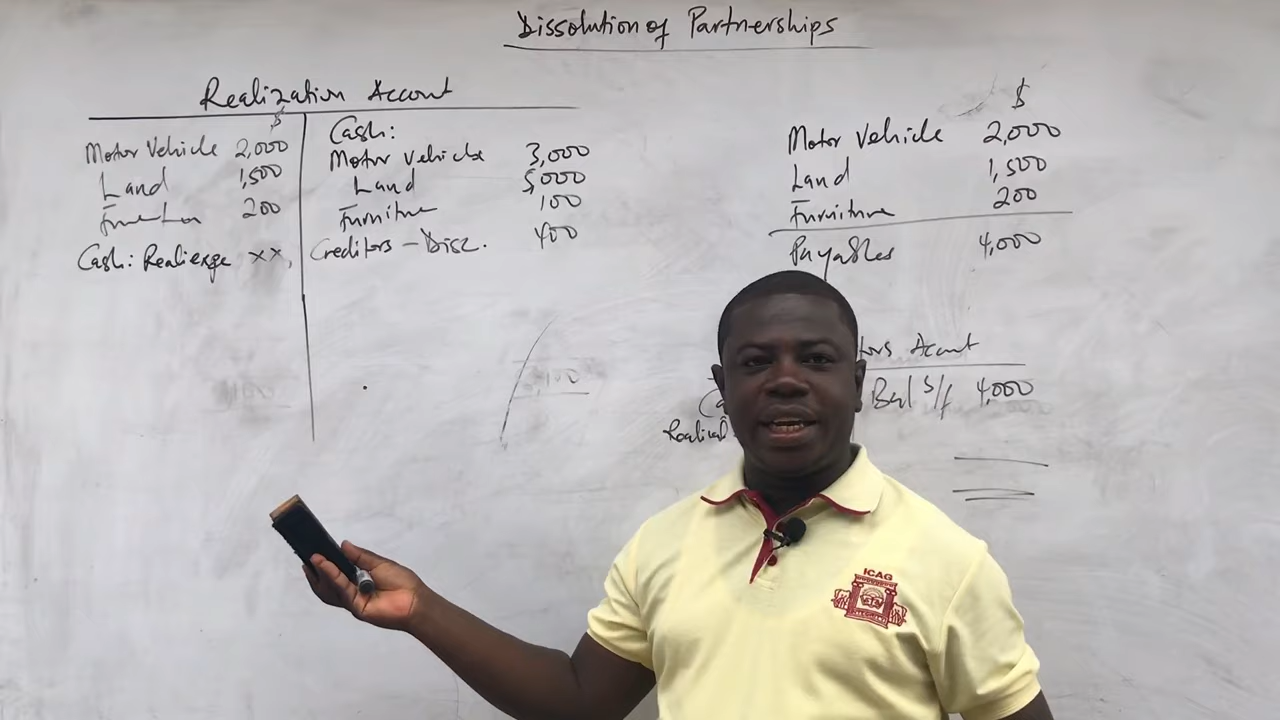 Dissolution of Partnerships
Realization Account
$
Motor Vehicle 2,000
Land 1,500
200
Cash: xx,
Cash:
Motor Vehicle 3,000
Land 5,000
Furniture 100
Creditors - Disc. 400
$
Motor Vehicle 2,000
Land 1,500
Furniture 200
Payables 4,000
Account
Bal b/f 4,000
ICAG